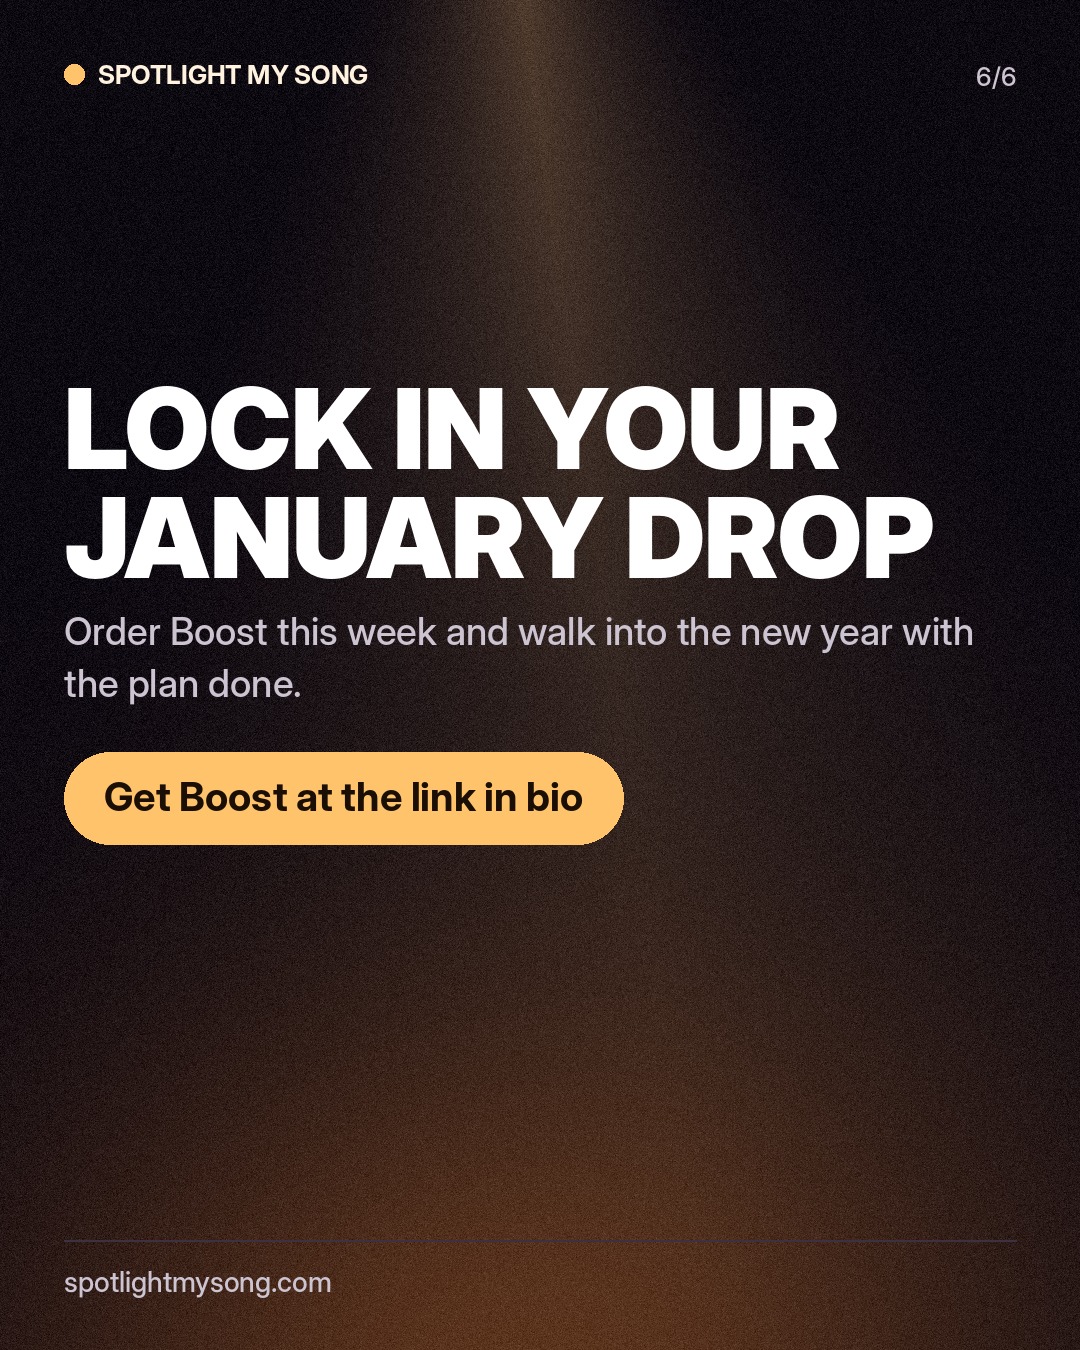 SPOTLIGHT MY SONG
6/6
LOCK IN YOUR
JANUARY DROP
Order Boost this week and walk into the new year with
the plan done.
Get Boost at the link in bio
spotlightmysong.com